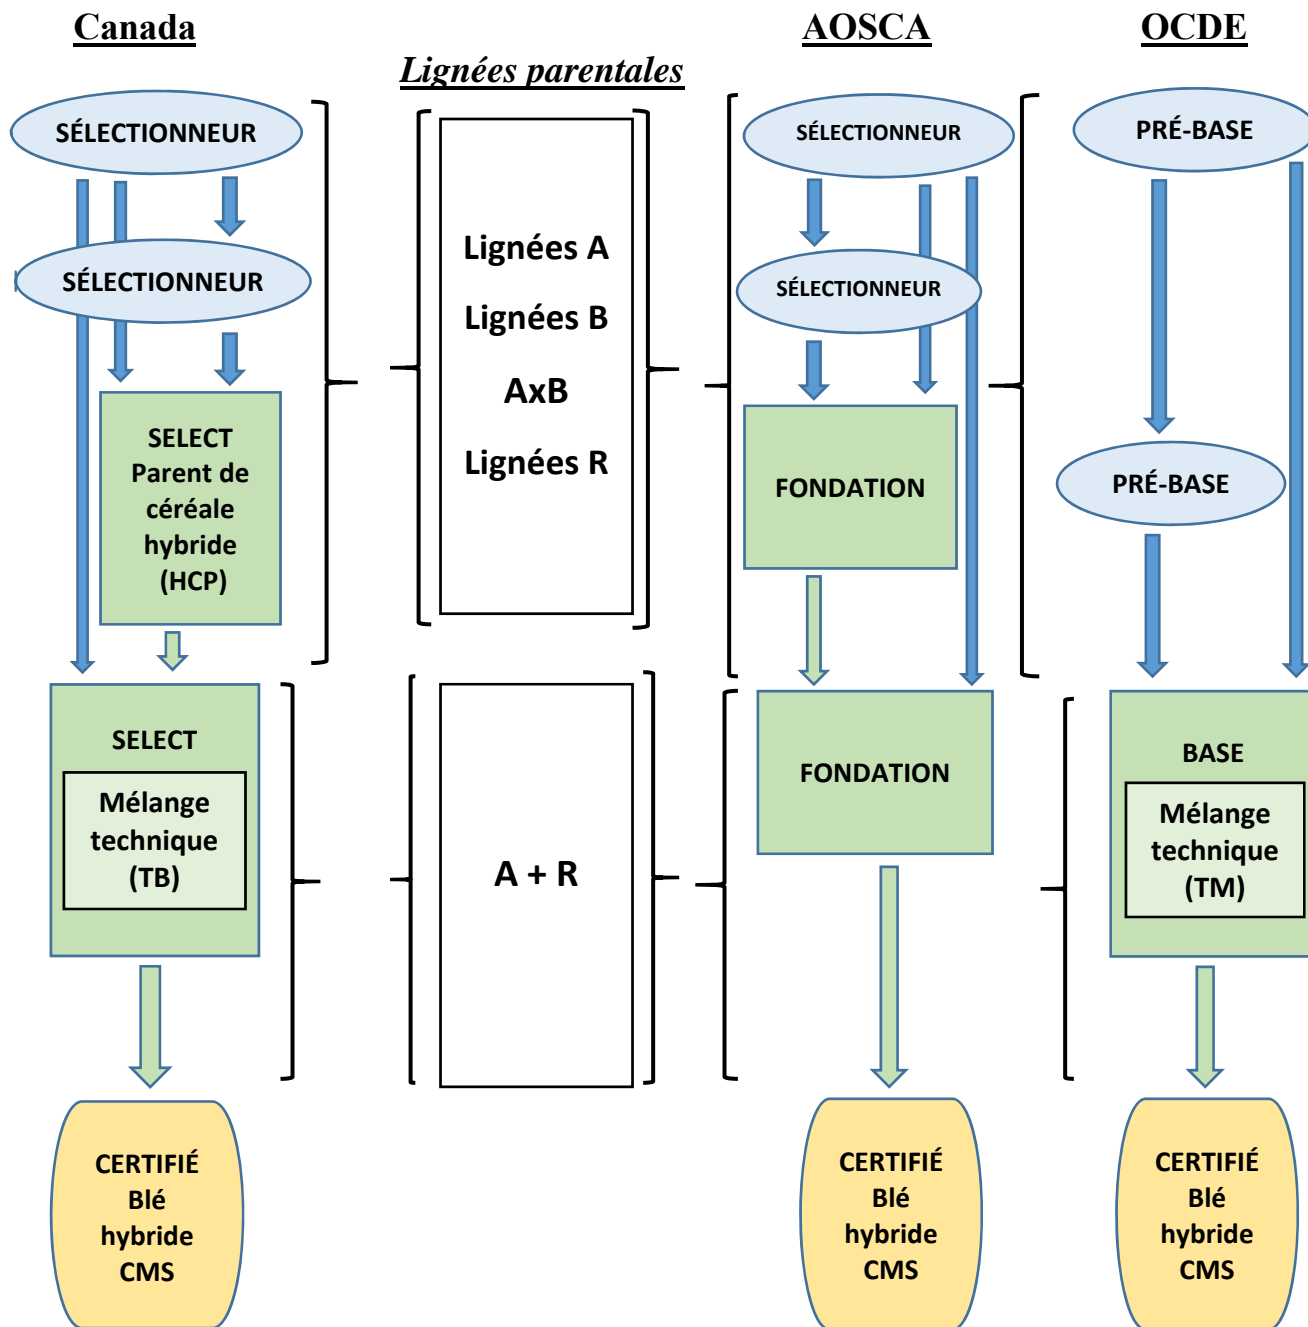 Canada
Lignées parentales
AOSCA
OCDE
SÉLECTIONNEUR
SÉLECTIONNEUR
SELECT
Parent de
céréale
hybride
(HCP)
SELECT
Mélange
technique
(TB)
CERTIFIÉ
Blé
hybride
CMS
Lignées A
Lignées B
AxB
Lignées R
A + R
SÉLECTIONNEUR
SÉLECTIONNEUR
FONDATION
FONDATION
CERTIFIÉ
Blé
hybride
CMS
PRÉ-BASE
PRÉ-BASE
BASE
Mélange
technique
(TM)
CERTIFIÉ
Blé
hybride
CMS